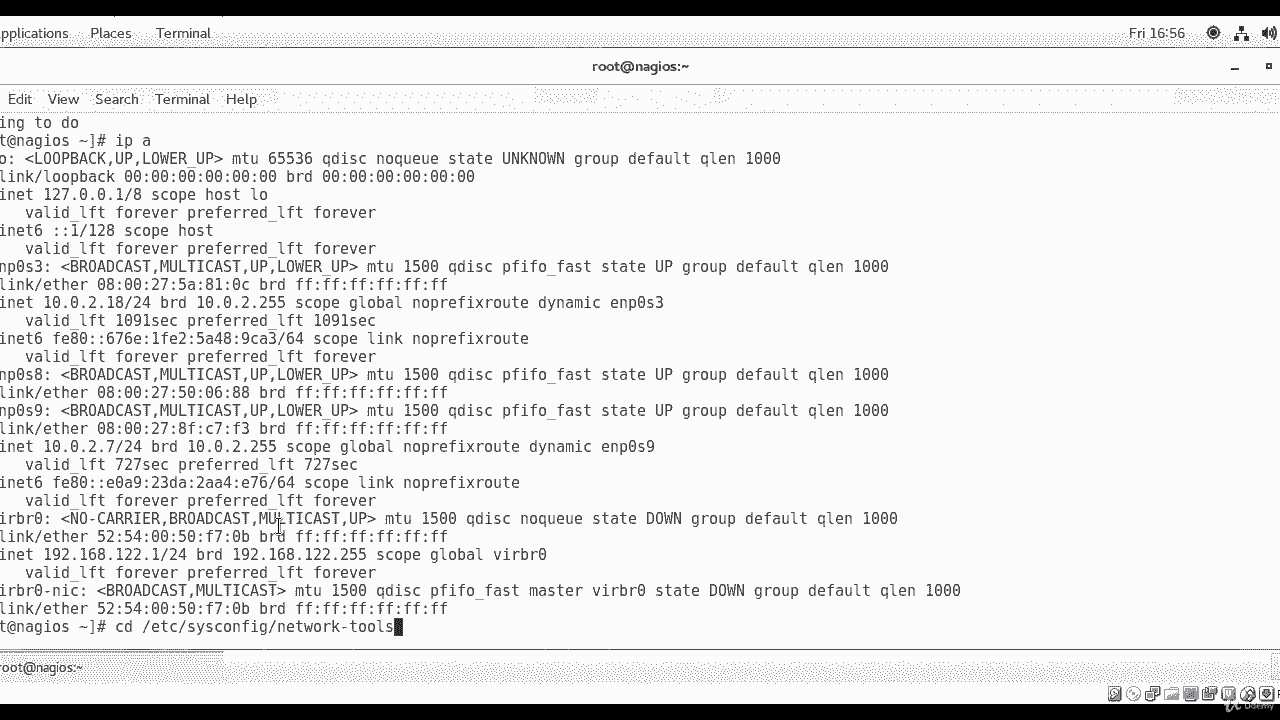 pplications Places Terminal Fri 16:56
root@nagios:~
Edit View Search Terminal Help
ing to do
t@nagios ~]# ip a
o: <LOOPBACK,UP,LOWER_UP> mtu 65536 qdisc noqueue state UNKNOWN group default qlen 1000
link/loopback 00:00:00:00:00:00 brd 00:00:00:00:00:00
inet 127.0.0.1/8 scope host lo
valid_lft forever preferred_lft forever
inet6 ::1/128 scope host
valid_lft forever preferred_lft forever
np0s3: <BROADCAST,MULTICAST,UP,LOWER_UP> mtu 1500 qdisc pfifo_fast state UP group default qlen 1000
link/ether 08:00:27:5a:81:0c brd ff:ff:ff:ff:ff:ff
inet 10.0.2.18/24 brd 10.0.2.255 scope global noprefixroute dynamic enp0s3
valid_lft 1091sec preferred_lft 1091sec
inet6 fe80::676e:1fe2:5a48:9ca3/64 scope link noprefixroute
valid_lft forever preferred_lft forever
np0s8: <BROADCAST,MULTICAST,UP,LOWER_UP> mtu 1500 qdisc pfifo_fast state UP group default qlen 1000
link/ether 08:00:27:50:06:88 brd ff:ff:ff:ff:ff:ff
np0s9: <BROADCAST,MULTICAST,UP,LOWER_UP> mtu 1500 qdisc pfifo_fast state UP group default qlen 1000
link/ether 08:00:27:8f:c7:f3 brd ff:ff:ff:ff:ff:ff
inet 10.0.2.7/24 brd 10.0.2.255 scope global noprefixroute dynamic enp0s9
valid_lft 727sec preferred_lft 727sec
inet6 fe80::e0a9:23da:2aa4:e76/64 scope link noprefixroute
valid_lft forever preferred_lft forever
irbr0: <NO-CARRIER,BROADCAST,MULTICAST,UP> mtu 1500 qdisc noqueue state DOWN group default qlen 1000
link/ether 52:54:00:50:f7:0b brd ff:ff:ff:ff:ff:ff
inet 192.168.122.1/24 brd 192.168.122.255 scope global virbr0
valid_lft forever preferred_lft forever
irbr0-nic: <BROADCAST,MULTICAST> mtu 1500 qdisc pfifo_fast master virbr0 state DOWN group default qlen 1000
link/ether 52:54:00:50:f7:0b brd ff:ff:ff:ff:ff:ff
t@nagios ~]# cd /etc/sysconfig/network-tools
root@nagios:~
Udemy